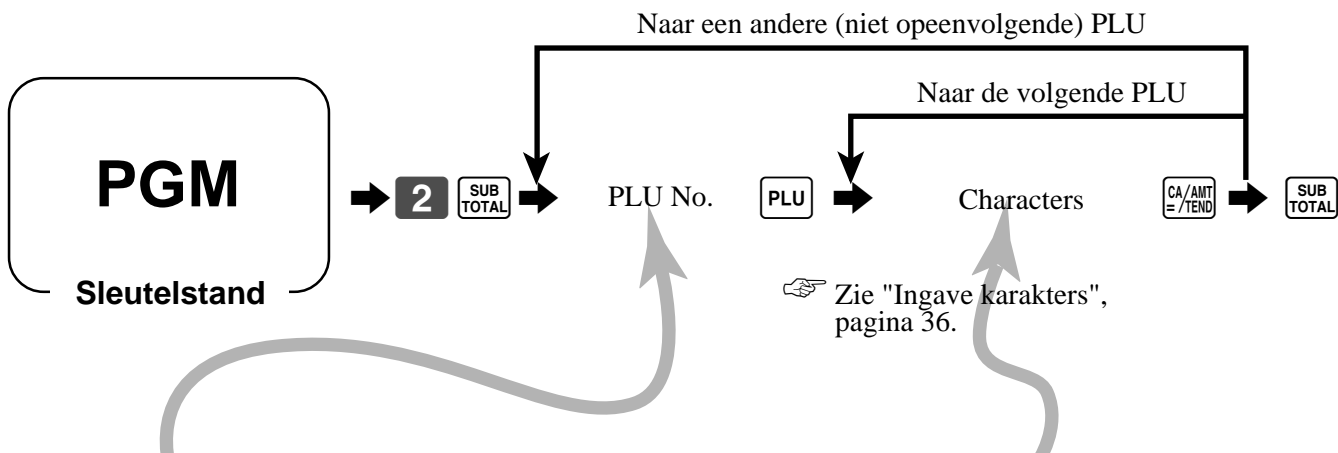 Naar een andere (niet opeenvolgende) PLU
Naar de volgende PLU
PGM
Sleutelstand
2
SUB
TOTAL
PLU No.
PLU
Characters
CA/AMT
=/TEND
SUB
TOTAL
☞ Zie "Ingave karakters",
pagina 36.